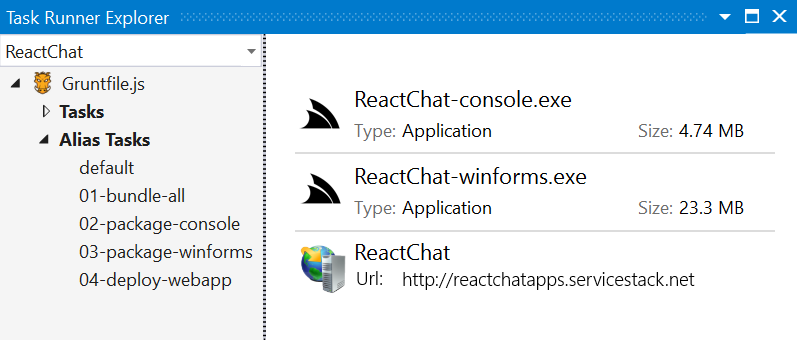 Task Runner Explorer
ReactChat
Gruntfile.js
Tasks
Alias Tasks
default
01-bundle-all
02-package-console
03-package-winforms
04-deploy-webapp
ReactChat-console.exe
Type: Application Size: 4.74 MB
ReactChat-winforms.exe
Type: Application Size: 23.3 MB
ReactChat
Url: http://reactchatapps.servicestack.net